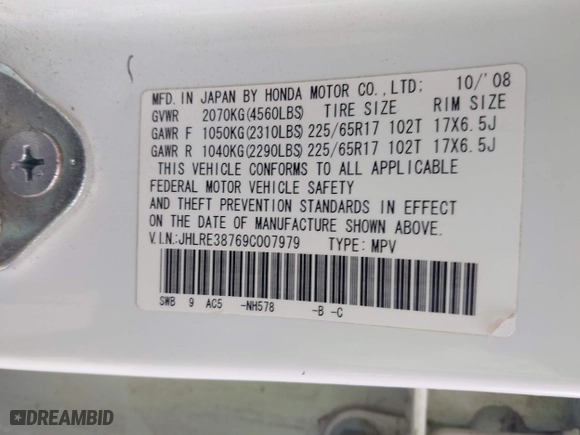 MFD. IN JAPAN BY HONDA MOTOR CO.,LTD; 10/'08
GVWR 2070KG(4560LBS) TIRE SIZE RIM SIZE
GAWR F 1050KG(2310LBS) 225/65R17 102T 17X6.5J
GAWR R 1040KG(2290LBS) 225/65R17 102T 17X6.5J
THIS VEHICLE CONFORMS TO ALL APPLICABLE
FEDERAL MOTOR VEHICLE SAFETY
AND THEFT PREVENTION STANDARDS IN EFFECT
ON THE DATE OF MANUFACTURE SHOWN ABOVE.
V.I.N.:JHLRE38769C007979 TYPE: MPV
SWB 9 AC5 -NH578 -B -C
DREAMBID